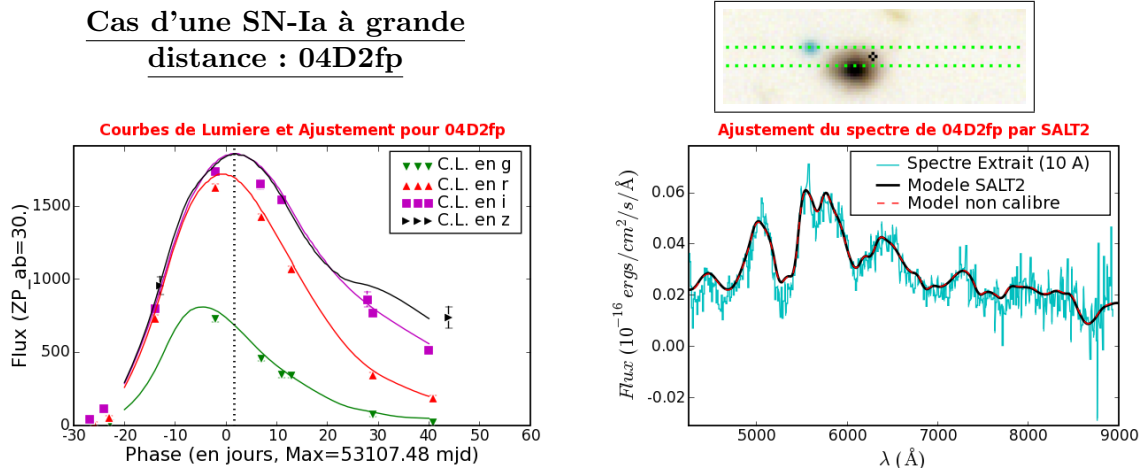 Cas d'une SN-Ia à grande
distance : 04D2fp
Courbes de Lumiere et Ajustement pour 04D2fp
Flux (ZP_ab=30.)
1500
1000
500
0
C.L. en g
C.L. en r
C.L. en i
C.L. en z
-30 -20 -10 0 10 20 30 40 50 60
Phase (en jours, Max=53107.48 mjd)
Ajustement du spectre de 04D2fp par SALT2
Flux (10⁻¹⁶ ergs/cm²/s/Å)
0.06
0.04
0.02
0.00
-0.02
Spectre Extrait (10 A)
Modele SALT2
Model non calibre
5000 6000 7000 8000 9000
λ (Å)